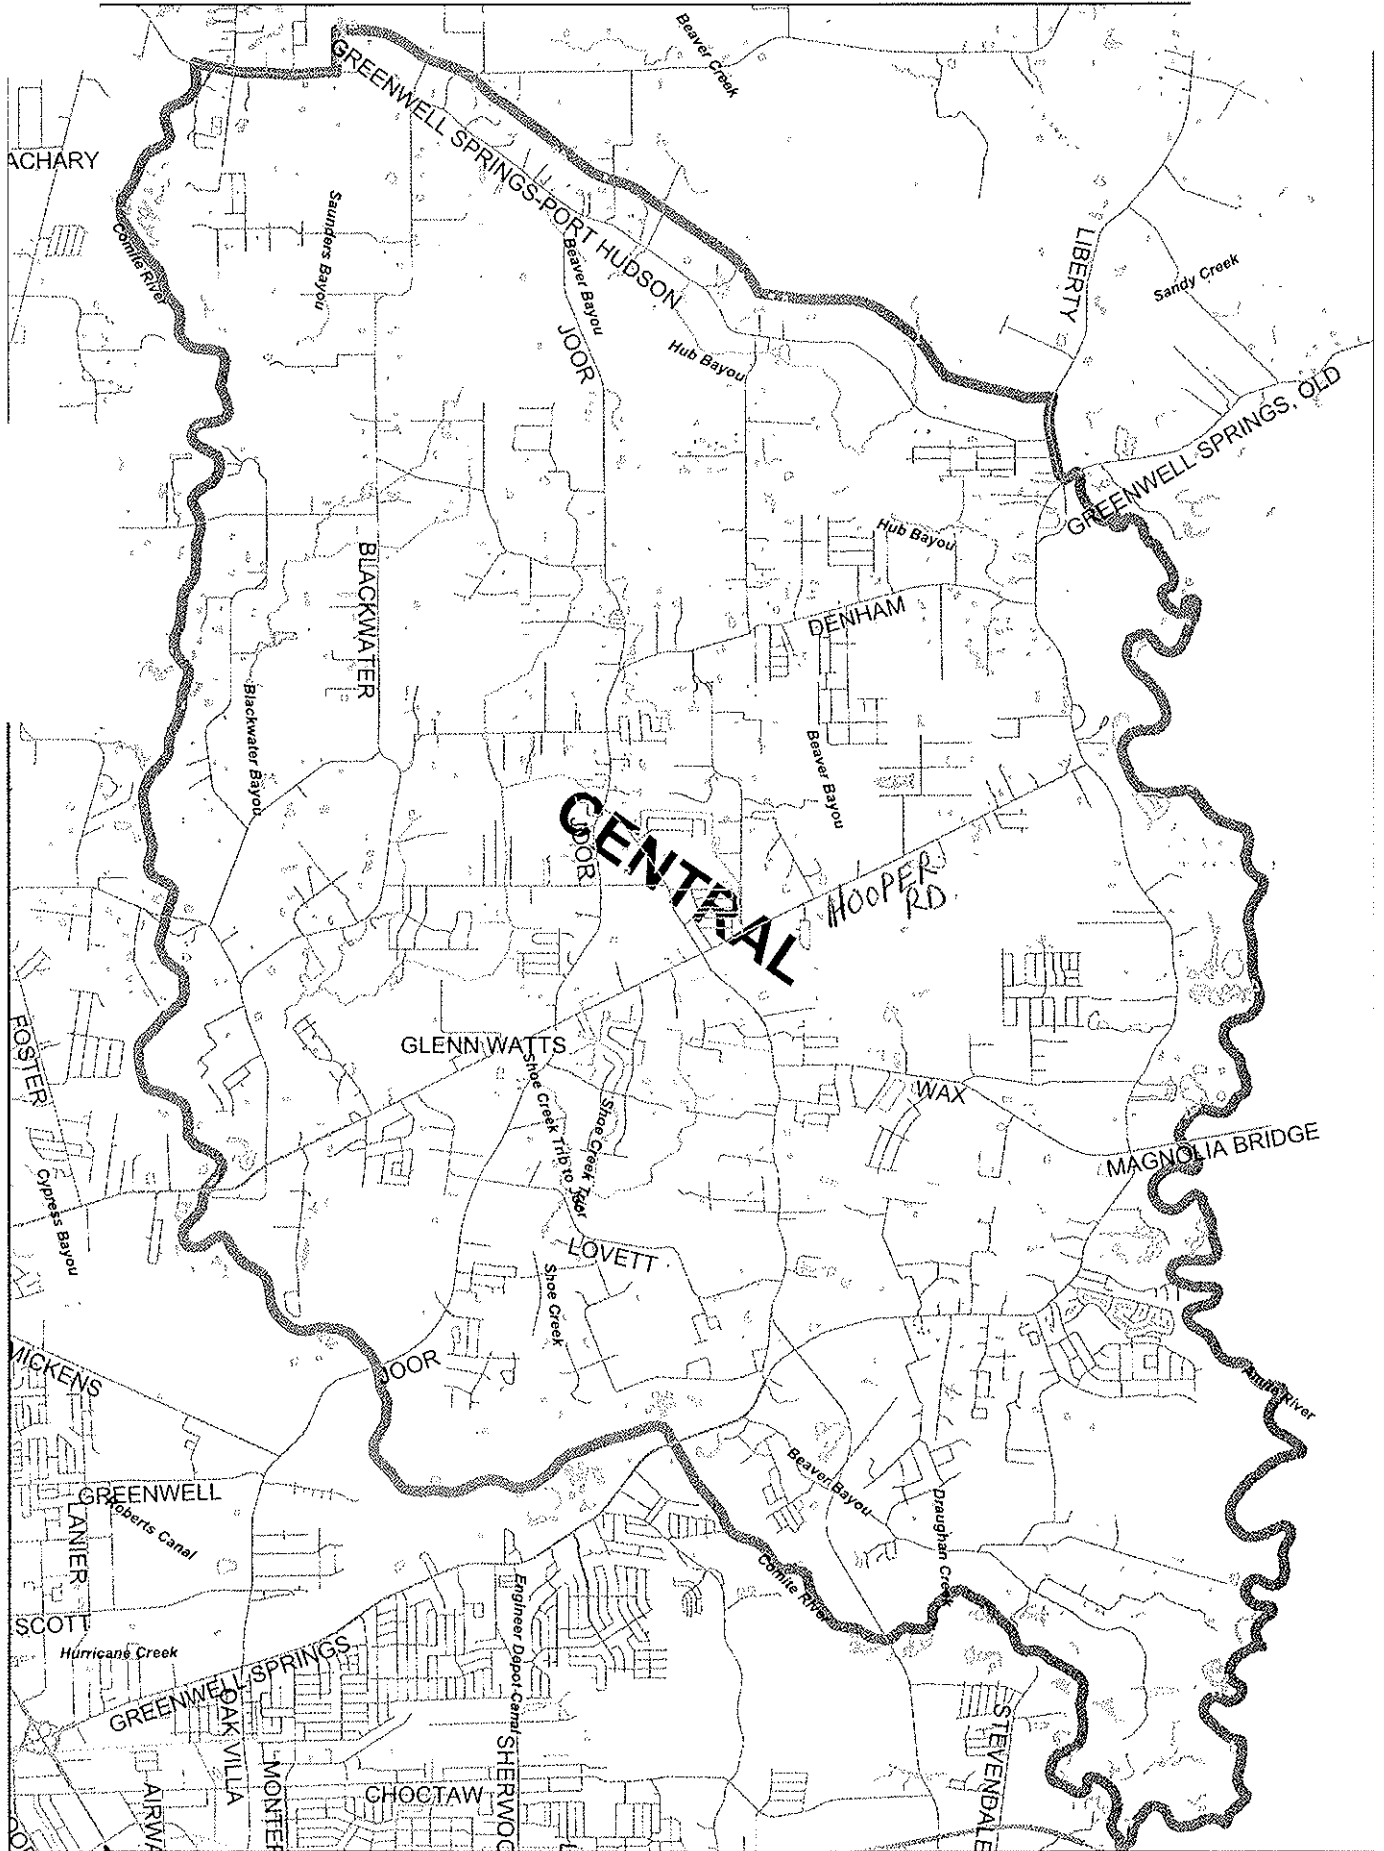 Beaver Creek
GREENWELL SPRINGS-PORT HUDSON
ACHARY
Comite River
Saunders Bayou
Beaver Bayou
JOOR
Hub Bayou
LIBERTY
Sandy Creek
GREENWELL SPRINGS, OLD
Hub Bayou
BLACKWATER
DENHAM
Blackwater Bayou
Beaver Bayou
JOOR
CENTRAL
HOOPER
RD.
FOSTER
GLENN WATTS
Shoe Creek Trib to Joor
Shoe Creek Trib
WAX
MAGNOLIA BRIDGE
Cypress Bayou
LOVETT
Shoe Creek
MICKENS
JOOR
Amite River
GREENWELL
LANIER
Roberts Canal
Beaver Bayou
Draughan Creek
Comite River
SCOTT
Hurricane Creek
GREENWELL SPRINGS
Engineer Depot Canal
OAK VILLA
MONTER
AIRWA
CHOCTAW
SHERWOO
STEVENDALE